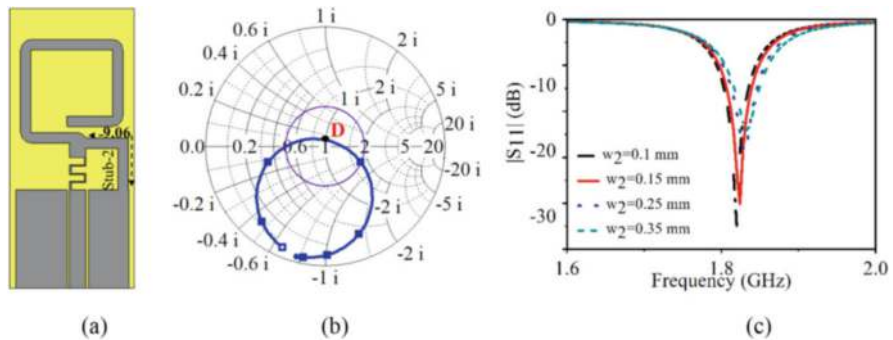 -9.06
Stub-2
(a)
1 i
0.6 i
2 i
0.4 i
0.2 i
1 i
2 i
5 i
20 i
D
0.0
0.2
0.6
1
2
5
20
-20 i
-5 i
-0.2 i
-2 i
-1 i
-0.4 i
-0.6 i
-2 i
-1 i
(b)
|S11| (dB)
0
-10
-20
-30
w2=0.1 mm
w2=0.15 mm
w2=0.25 mm
w2=0.35 mm
1.6
1.8
2.0
Frequency (GHz)
(c)